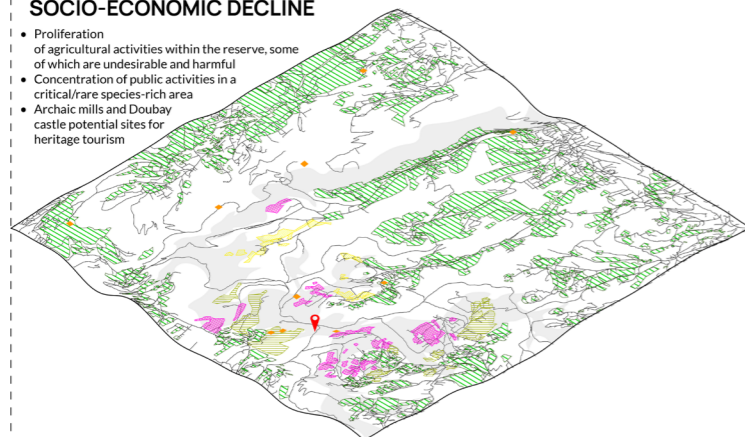 SOCIO-ECONOMIC DECLINE
• Proliferation
of agricultural activities within the reserve, some
of which are undesirable and harmful
• Concentration of public activities in a
critical/rare species-rich area
• Archaic mills and Doubay
castle potential sites for
heritage tourism